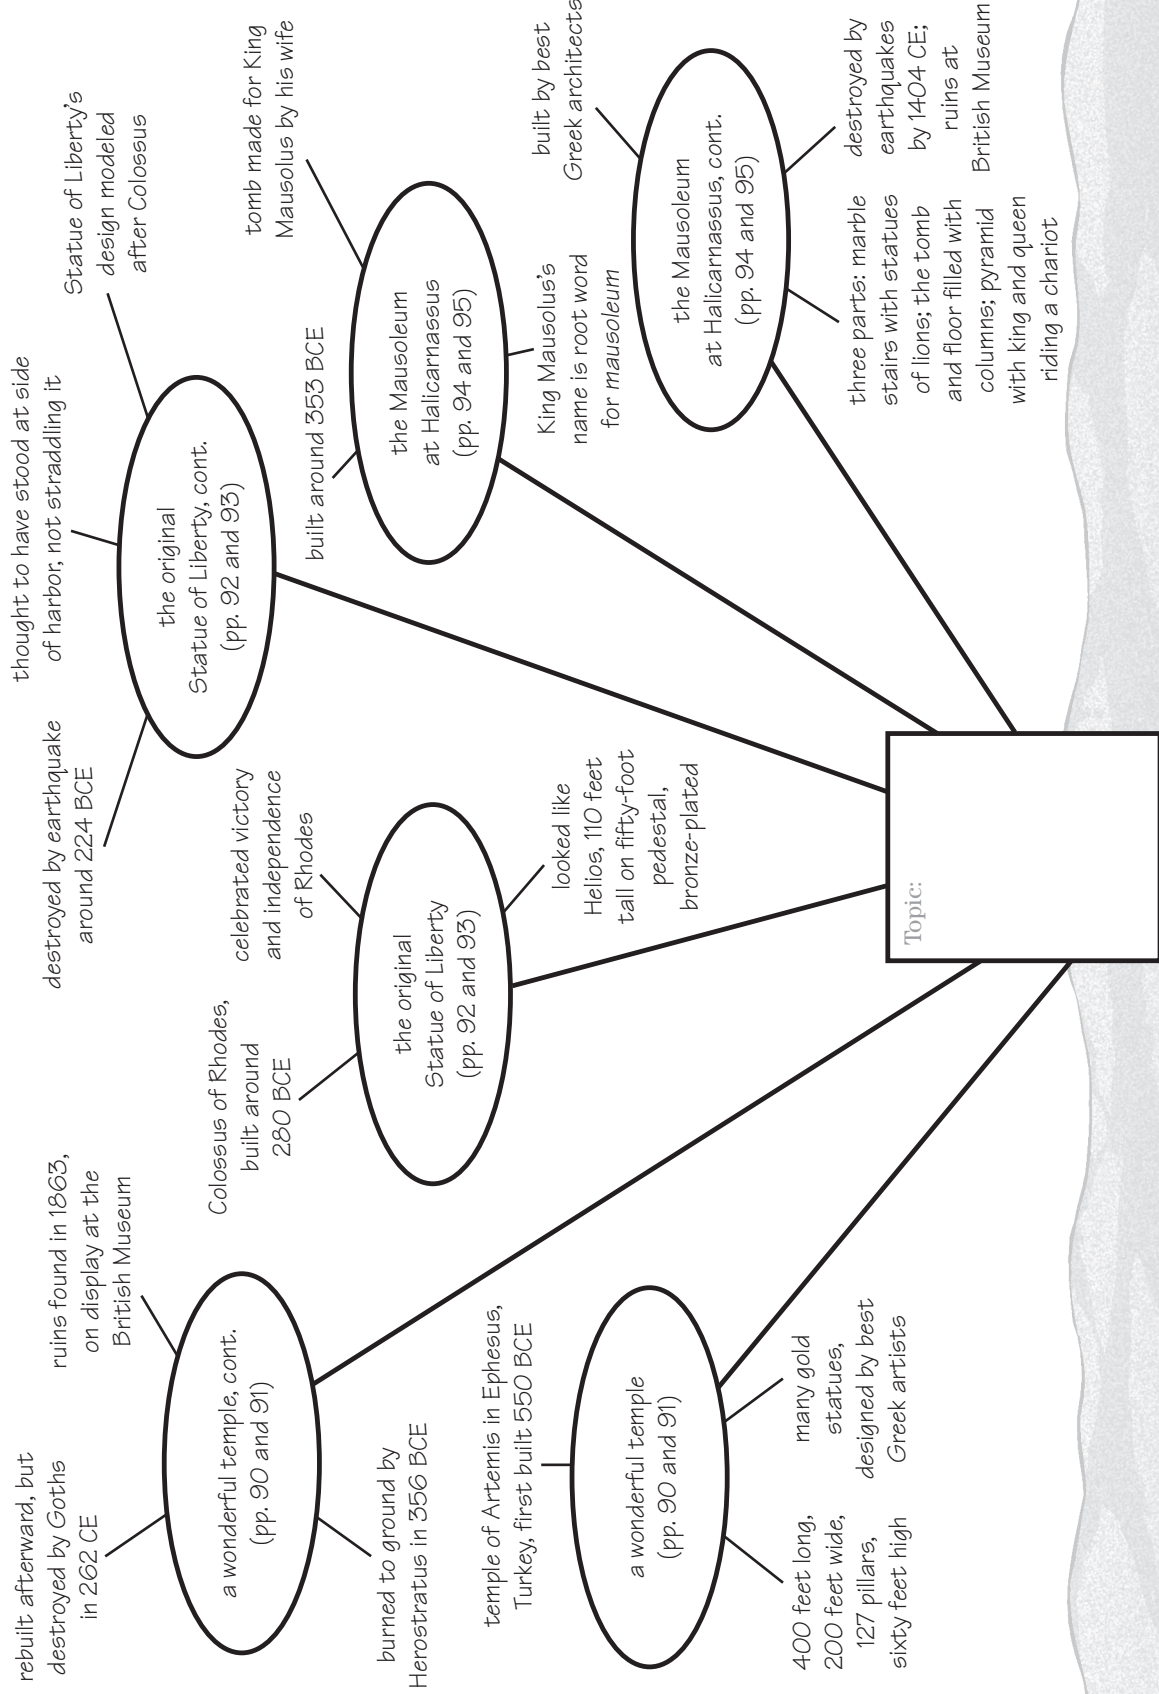 rebuilt afterward, but
destroyed by Goths
in 262 CE
ruins found in 1863,
on display at the
British Museum
a wonderful temple, cont.
(pp. 90 and 91)
burned to ground by
Herostratus in 356 BCE
temple of Artemis in Ephesus,
Turkey, first built 550 BCE
a wonderful temple
(pp. 90 and 91)
400 feet long,
200 feet wide,
127 pillars,
sixty feet high
many gold
statues,
designed by best
Greek artists
Colossus of Rhodes,
built around
280 BCE
celebrated victory
and independence
of Rhodes
the original
Statue of Liberty
(pp. 92 and 93)
looked like
Helios, 110 feet
tall on fifty-foot
pedestal,
bronze-plated
destroyed by earthquake
around 224 BCE
thought to have stood at side
of harbor, not straddling it
Statue of Liberty's
design modeled
after Colossus
the original
Statue of Liberty, cont.
(pp. 92 and 93)
built around 353 BCE
tomb made for King
Mausolus by his wife
the Mausoleum
at Halicarnassus
(pp. 94 and 95)
King Mausolus's
name is root word
for mausoleum
built by best
Greek architects
the Mausoleum
at Halicarnassus, cont.
(pp. 94 and 95)
three parts: marble
stairs with statues
of lions; the tomb
and floor filled with
columns; pyramid
with king and queen
riding a chariot
destroyed by
earthquakes
by 1404 CE;
ruins at
British Museum
Topic: